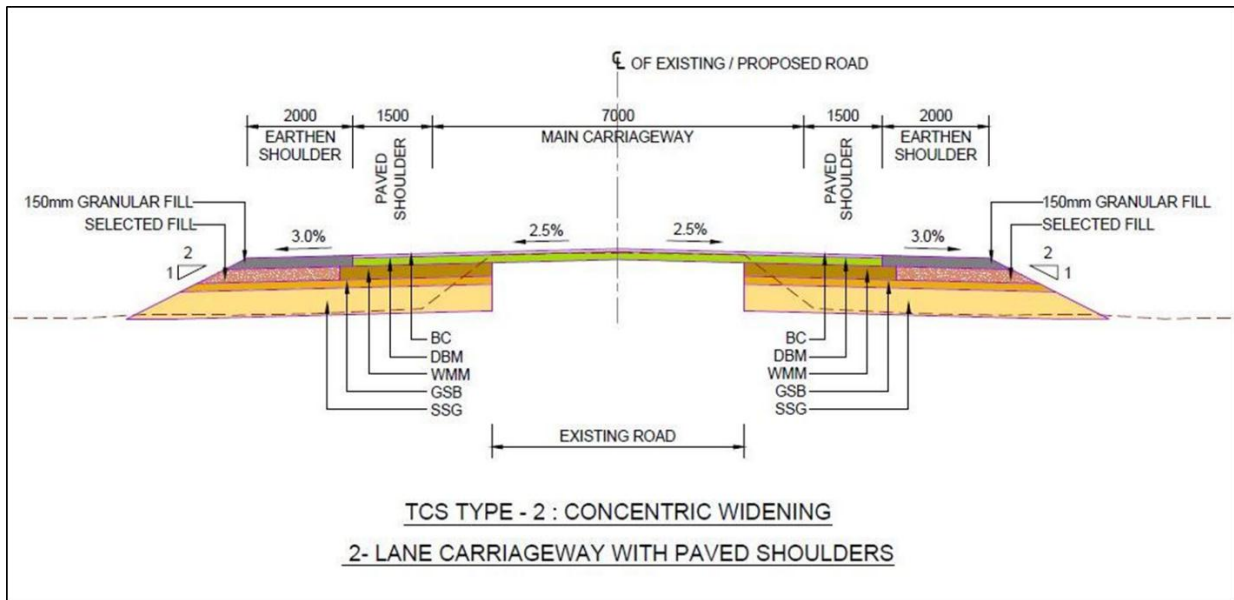 ℄ OF EXISTING / PROPOSED ROAD
2000
1500
7000
1500
2000
EARTHEN
SHOULDER
PAVED
SHOULDER
MAIN CARRIAGEWAY
PAVED
SHOULDER
EARTHEN
SHOULDER
150mm GRANULAR FILL
SELECTED FILL
150mm GRANULAR FILL
SELECTED FILL
3.0%
2.5%
2.5%
3.0%
2
1
2
1
BC
DBM
WMM
GSB
SSG
BC
DBM
WMM
GSB
SSG
EXISTING ROAD
TCS TYPE - 2 : CONCENTRIC WIDENING
2- LANE CARRIAGEWAY WITH PAVED SHOULDERS